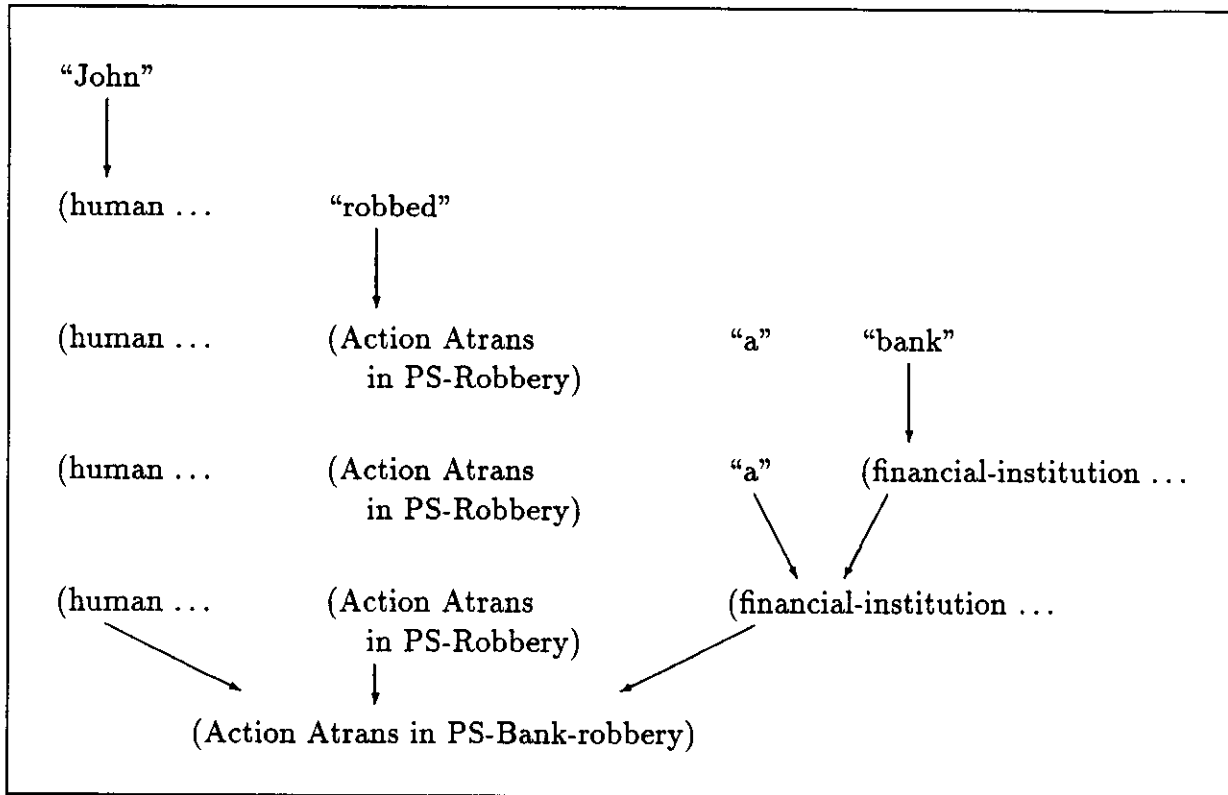 “John”
(human ... “robbed”
(human ... (Action Atrans “a” “bank”
in PS-Robbery)
(human ... (Action Atrans “a” (financial-institution ...
in PS-Robbery)
(human ... (Action Atrans (financial-institution ...
in PS-Robbery)
(Action Atrans in PS-Bank-robbery)